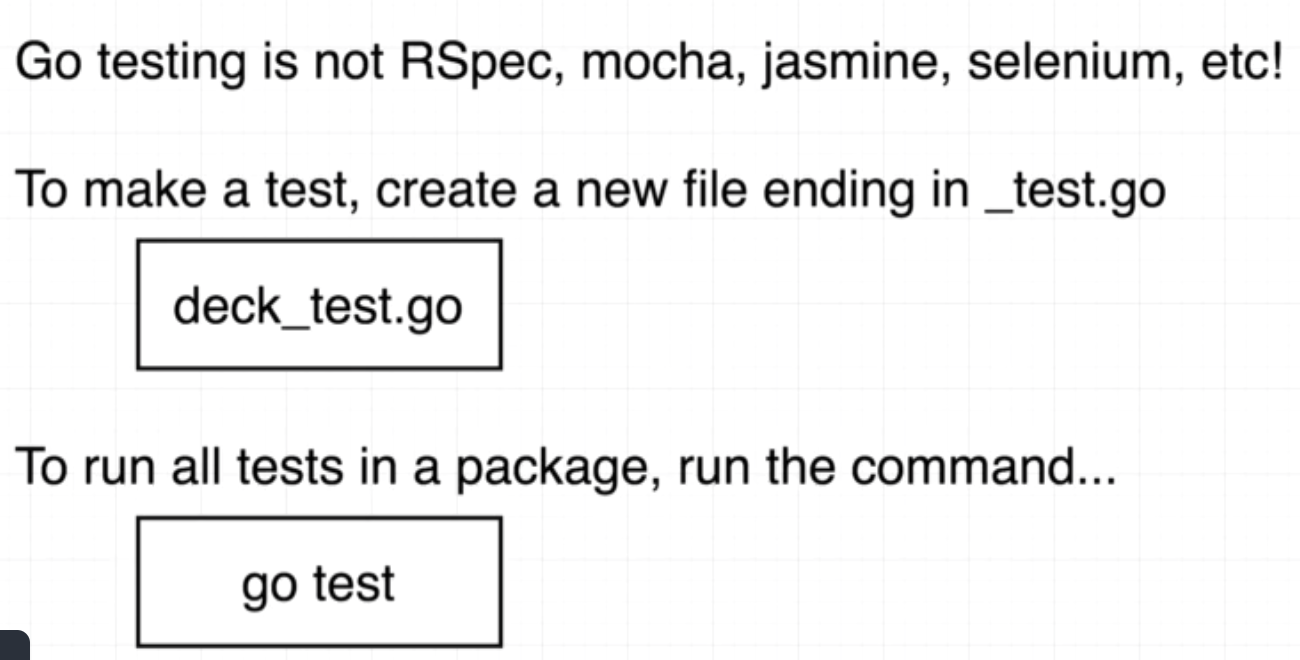 Go testing is not RSpec, mocha, jasmine, selenium, etc!
To make a test, create a new file ending in _test.go
deck_test.go
To run all tests in a package, run the command...
go test